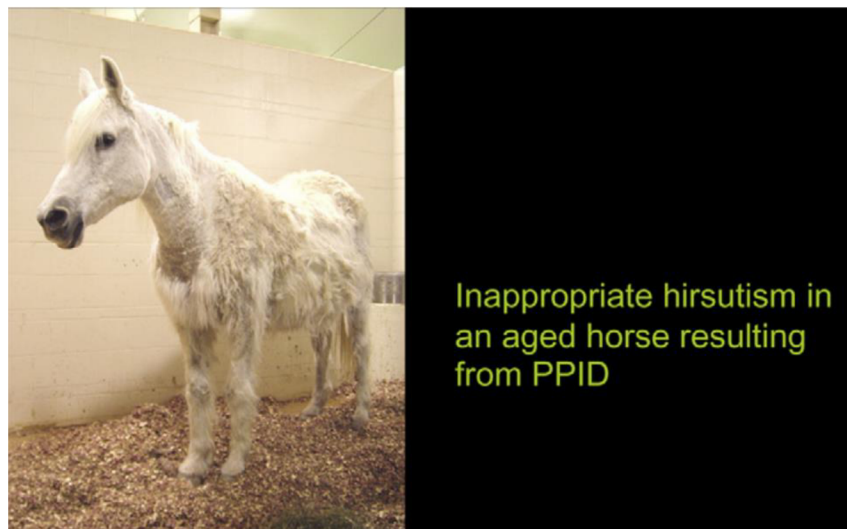 Inappropriate hirsutism in
an aged horse resulting
from PPID